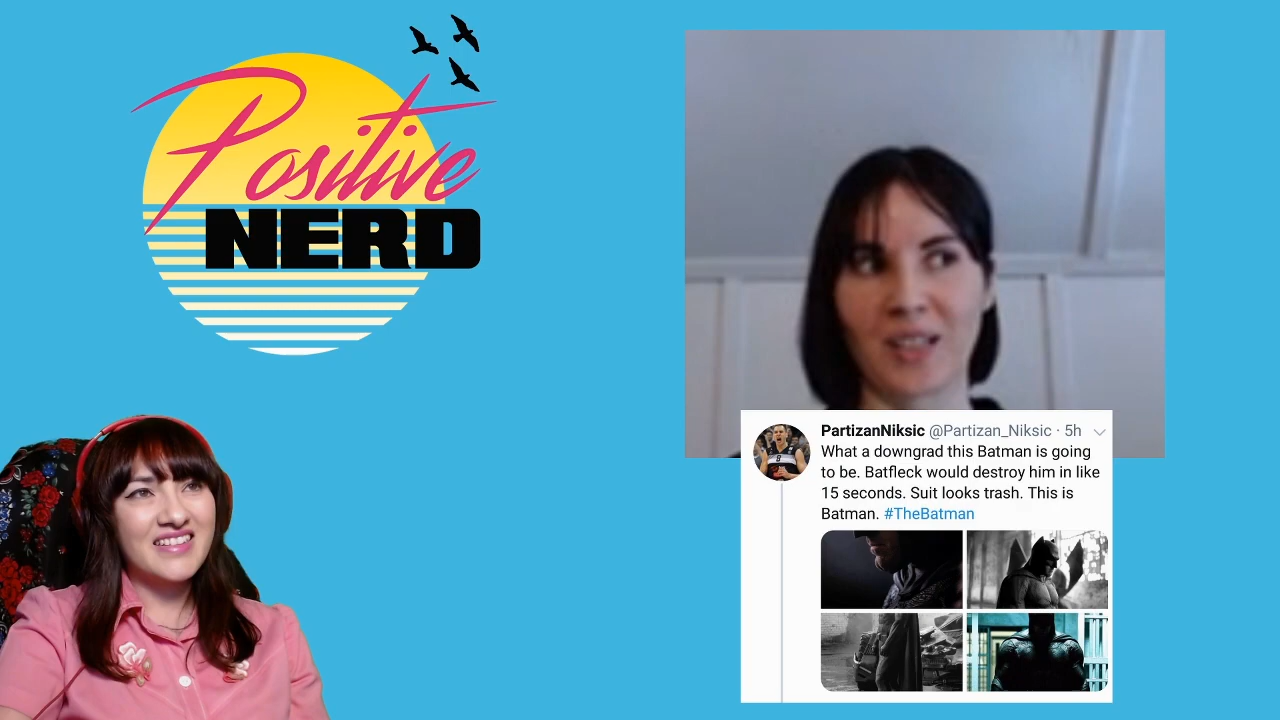 Positive
NERD
PartizanNiksic @Partizan_Niksic · 5h
What a downgrad this Batman is going
to be. Batfleck would destroy him in like
15 seconds. Suit looks trash. This is
Batman. #TheBatman